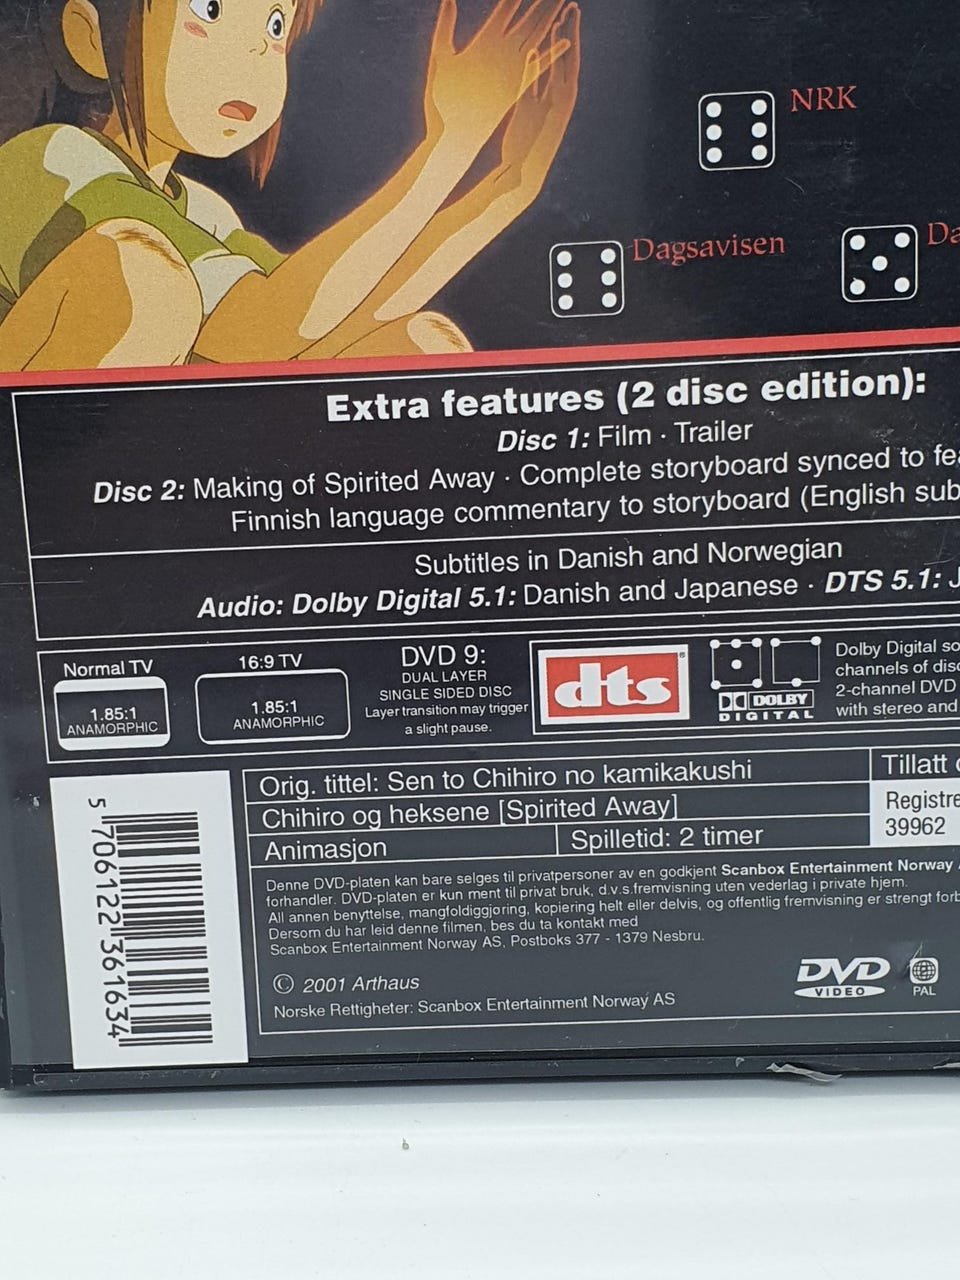 NRK
Dagsavisen Da
Extra features (2 disc edition):
Disc 1: Film · Trailer
Disc 2: Making of Spirited Away · Complete storyboard synced to fea
Finnish language commentary to storyboard (English sub
Subtitles in Danish and Norwegian
Audio: Dolby Digital 5.1: Danish and Japanese · DTS 5.1: J
Normal TV
1.85:1
ANAMORPHIC
16:9 TV
1.85:1
ANAMORPHIC
DVD 9:
DUAL LAYER
SINGLE SIDED DISC
Layer transition may trigger
a slight pause.
dts
DOLBY
DIGITAL
Dolby Digital so
channels of disc
2-channel DVD
with stereo and
5 706122 361634
Orig. tittel: Sen to Chihiro no kamikakushi
Chihiro og heksene [Spirited Away]
Animasjon
Spilletid: 2 timer
Tillatt
Registre
39962
Denne DVD-platen kan bare selges til privatpersoner av en godkjent Scanbox Entertainment Norway
forhandler. DVD-platen er kun ment til privat bruk, d.v.s.fremvisning uten vederlag i private hjem.
All annen benyttelse, mangfoldiggjøring, kopiering helt eller delvis, og offentlig fremvisning er strengt forb
Dersom du har leid denne filmen, bes du ta kontakt med
Scanbox Entertainment Norway AS, Postboks 377 - 1379 Nesbru.
© 2001 Arthaus
Norske Rettigheter: Scanbox Entertainment Norway AS
DVD
VIDEO
2
PAL